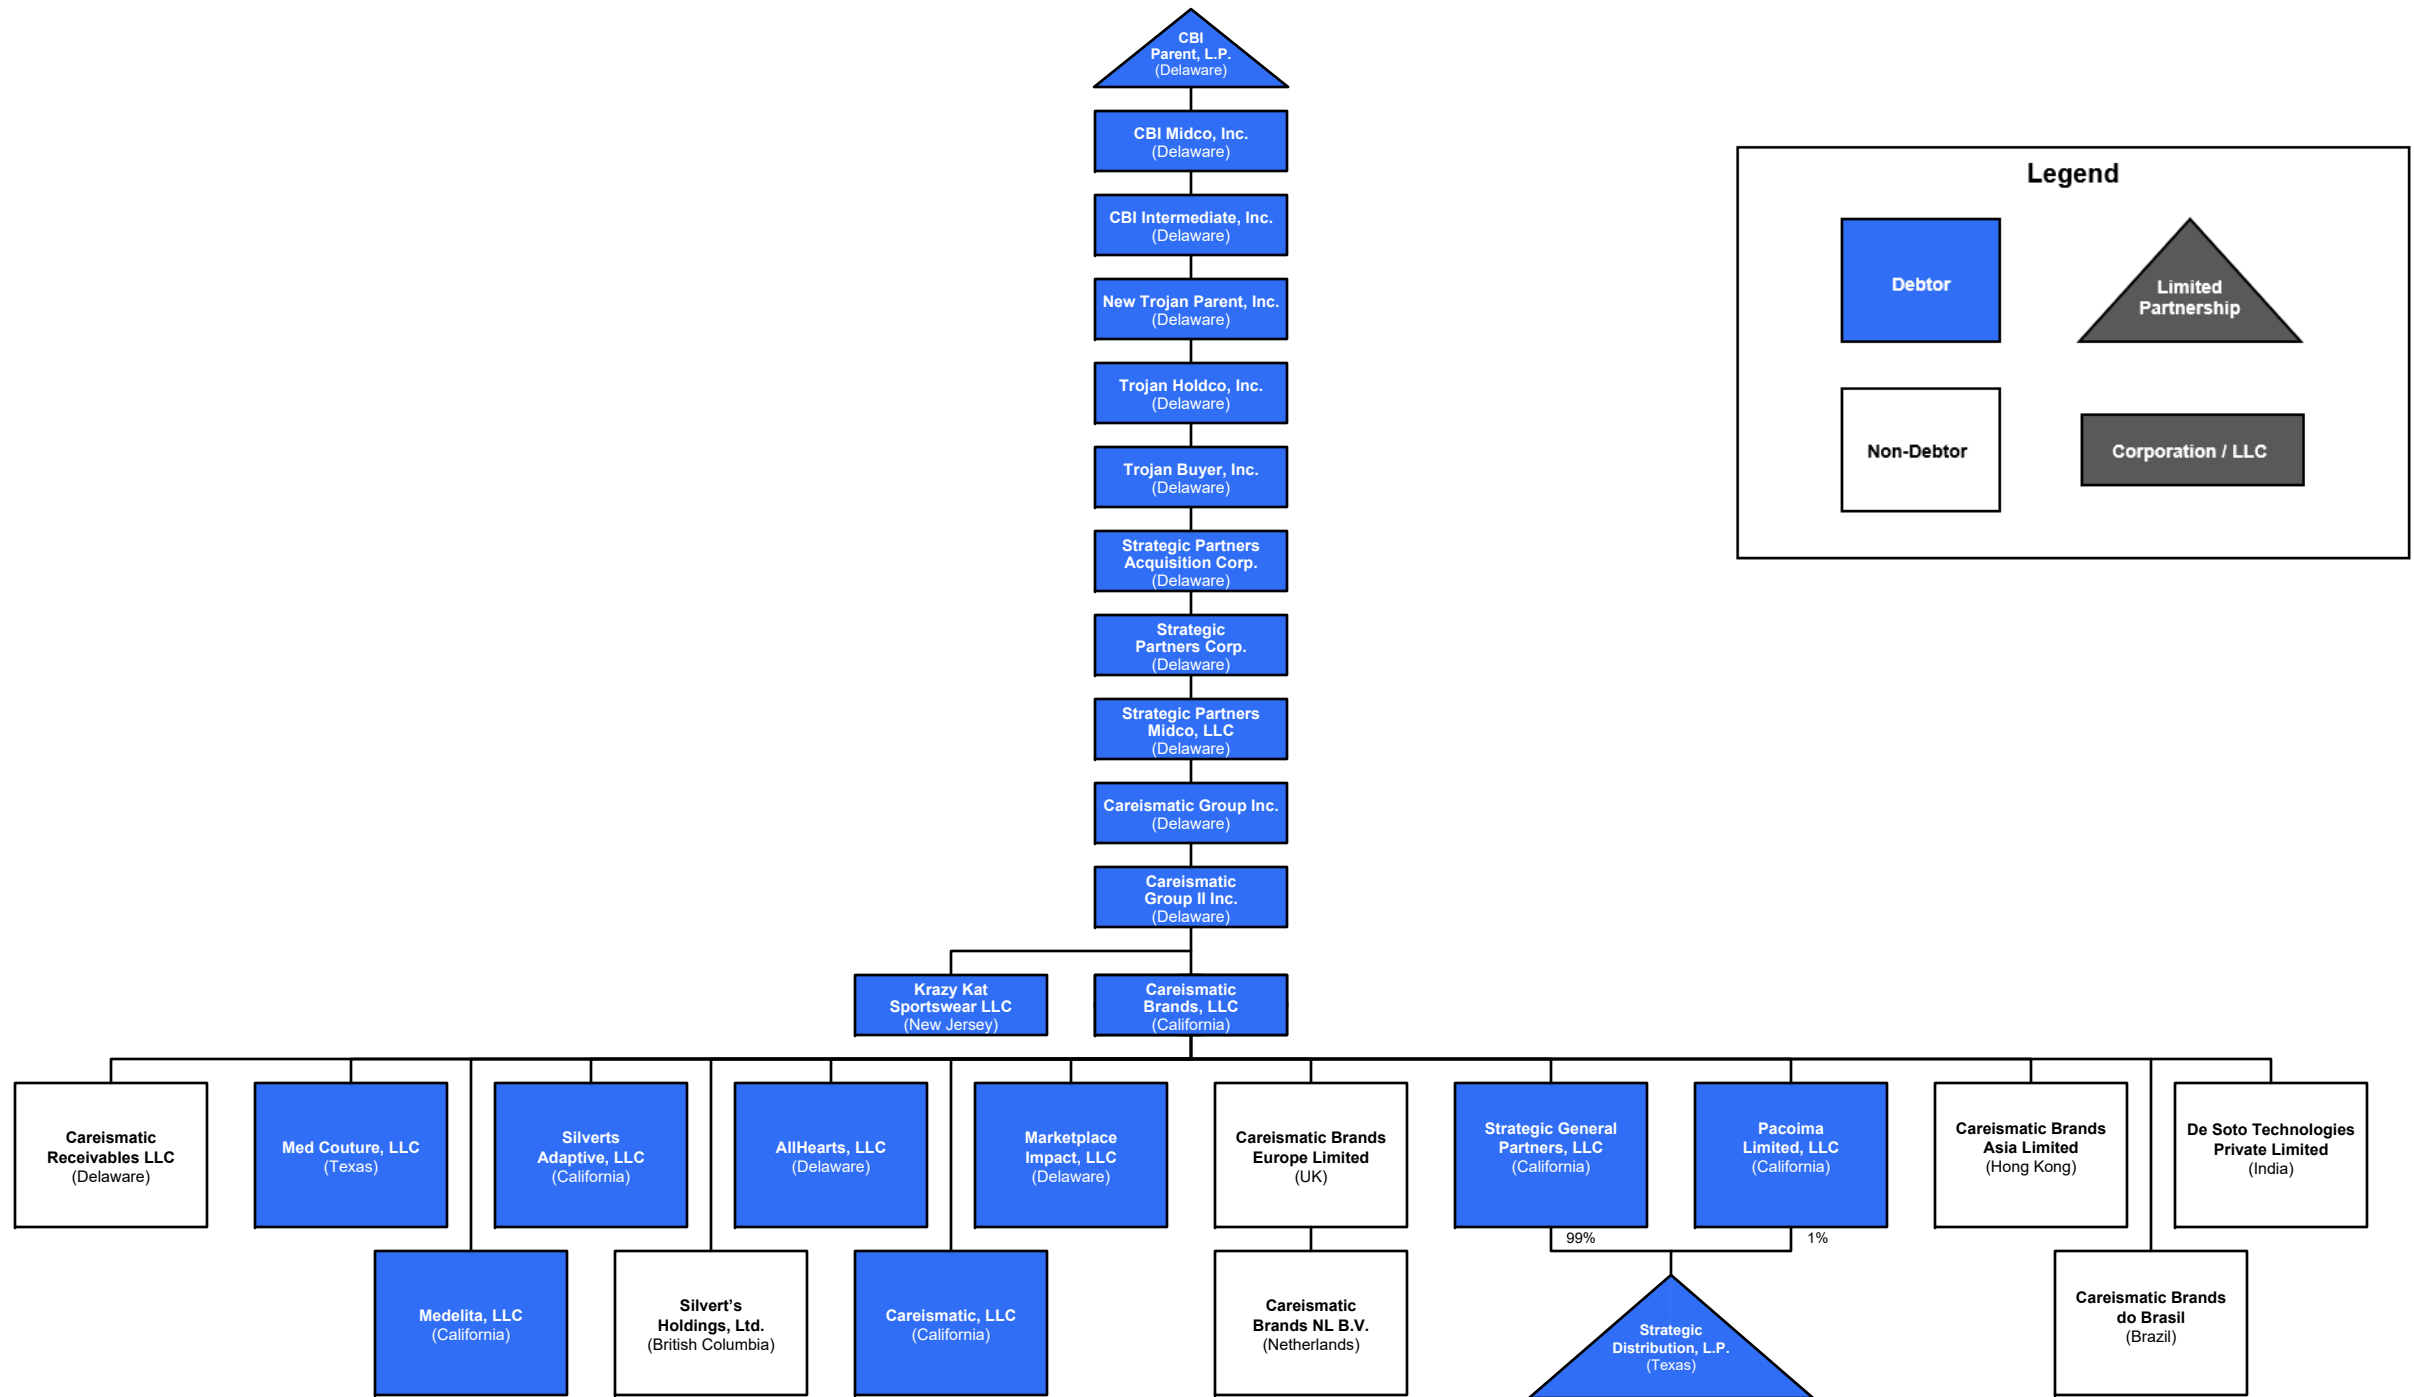 CBI
Parent, L.P.
(Delaware)
CBI Midco, Inc.
(Delaware)
CBI Intermediate, Inc.
(Delaware)
New Trojan Parent, Inc.
(Delaware)
Trojan Holdco, Inc.
(Delaware)
Trojan Buyer, Inc.
(Delaware)
Strategic Partners
Acquisition Corp.
(Delaware)
Strategic
Partners Corp.
(Delaware)
Strategic Partners
Midco, LLC
(Delaware)
Careismatic Group Inc.
(Delaware)
Careismatic
Group II Inc.
(Delaware)
Legend
Debtor
Limited
Partnership
Non-Debtor
Corporation / LLC
Krazy Kat
Sportswear LLC
(New Jersey)
Careismatic
Brands, LLC
(California)
Careismatic
Receivables LLC
(Delaware)
Med Couture, LLC
(Texas)
Silverts
Adaptive, LLC
(California)
AllHearts, LLC
(Delaware)
Marketplace
Impact, LLC
(Delaware)
Careismatic Brands
Europe Limited
(UK)
Strategic General
Partners, LLC
(California)
Pacoima
Limited, LLC
(California)
Careismatic Brands
Asia Limited
(Hong Kong)
De Soto Technologies
Private Limited
(India)
99%
1%
Medelita, LLC
(California)
Silvert’s
Holdings, Ltd.
(British Columbia)
Careismatic, LLC
(California)
Careismatic
Brands NL B.V.
(Netherlands)
Strategic
Distribution, L.P.
(Texas)
Careismatic Brands
do Brasil
(Brazil)